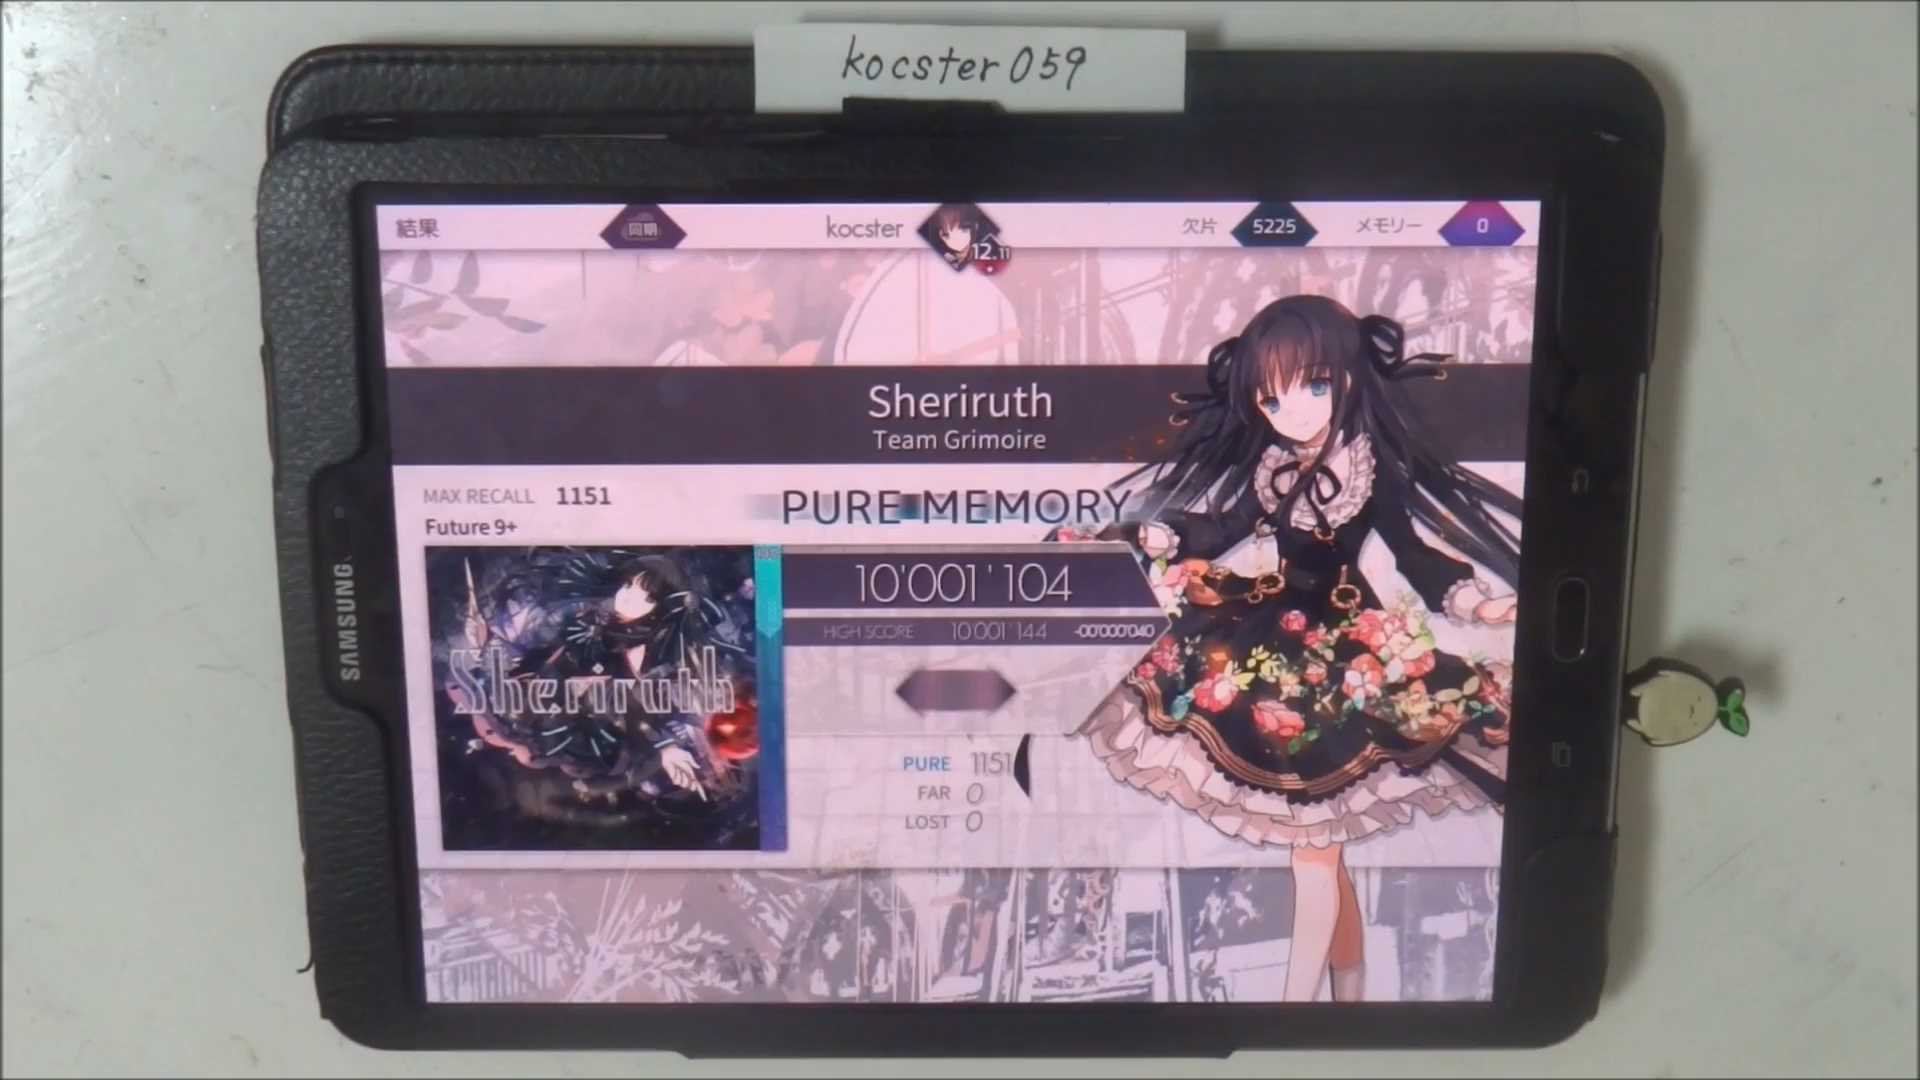 kocster059
結果
同期
kocster
12.11
欠片
5225
メモリー
0
Sheriruth
Team Grimoire
MAX RECALL 1151
PURE MEMORY
Future 9+
100
10'001'104
HIGH SCORE 10'001'144 -00'000'040
Sheriruth
PURE 1151
FAR 0
LOST 0
SAMSUNG